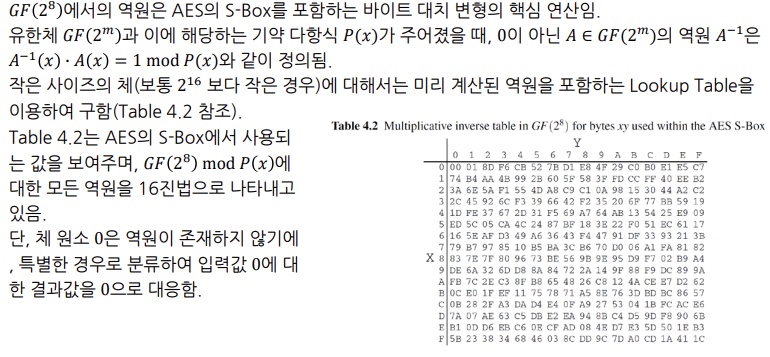 GF(2⁸)에서의 역원은 AES의 S-Box를 포함하는 바이트 대치 변형의 핵심 연산임.
유한체 GF(2ᵐ)과 이에 해당하는 기약 다항식 P(x)가 주어졌을 때, 0이 아닌 A ∈ GF(2ᵐ)의 역원 A⁻¹은
A⁻¹(x) · A(x) = 1 mod P(x)와 같이 정의됨.
작은 사이즈의 체(보통 2¹⁶ 보다 작은 경우)에 대해서는 미리 계산된 역원을 포함하는 Lookup Table을
이용하여 구함(Table 4.2 참조).
Table 4.2는 AES의 S-Box에서 사용되
는 값을 보여주며, GF(2⁸) mod P(x)에
대한 모든 역원을 16진법으로 나타내고
있음.
단, 체 원소 0은 역원이 존재하지 않기에
, 특별한 경우로 분류하여 입력값 0에 대
한 결과값을 0으로 대응함.
Table 4.2 Multiplicative inverse table in GF(2⁸) for bytes xy used within the AES S-Box
Y
0 1 2 3 4 5 6 7 8 9 A B C D E F
0 00 01 8D F6 CB 52 7B D1 E8 4F 29 C0 B0 E1 E5 C7
1 74 B4 AA 4B 99 2B 60 5F 58 3F FD CC FF 40 EE B2
2 3A 6E 5A F1 55 4D A8 C9 C1 0A 98 15 30 44 A2 C2
3 2C 45 92 6C F3 39 66 42 F2 35 20 6F 77 BB 59 19
4 1D FE 37 67 2D 31 F5 69 A7 64 AB 13 54 25 E9 09
5 ED 5C 05 CA 4C 24 87 BF 18 3E 22 F0 51 EC 61 17
6 16 5E AF D3 49 A6 36 43 F4 47 91 DF 33 93 21 3B
7 79 B7 97 85 10 B5 BA 3C B6 70 D0 06 A1 FA 81 82
X 8 83 7E 7F 80 96 73 BE 56 9B 9E 95 D9 F7 02 B9 A4
9 DE 6A 32 6D D8 8A 84 72 2A 14 9F 88 F9 DC 89 9A
A FB 7C 2E C3 8F B8 65 48 26 C8 12 4A CE E7 D2 62
B 0C E0 1F EF 11 75 78 71 A5 8E 76 3D BD BC 86 57
C 0B 28 2F A3 DA D4 E4 0F A9 27 53 04 1B FC AC E6
D 7A 07 AE 63 C5 DB E2 EA 94 8B C4 D5 9D F8 90 6B
E B1 0D D6 EB C6 0E CF AD 08 4E D7 E3 5D 50 1E B3
F 5B 23 38 34 68 46 03 8C DD 9C 7D A0 CD 1A 41 1C